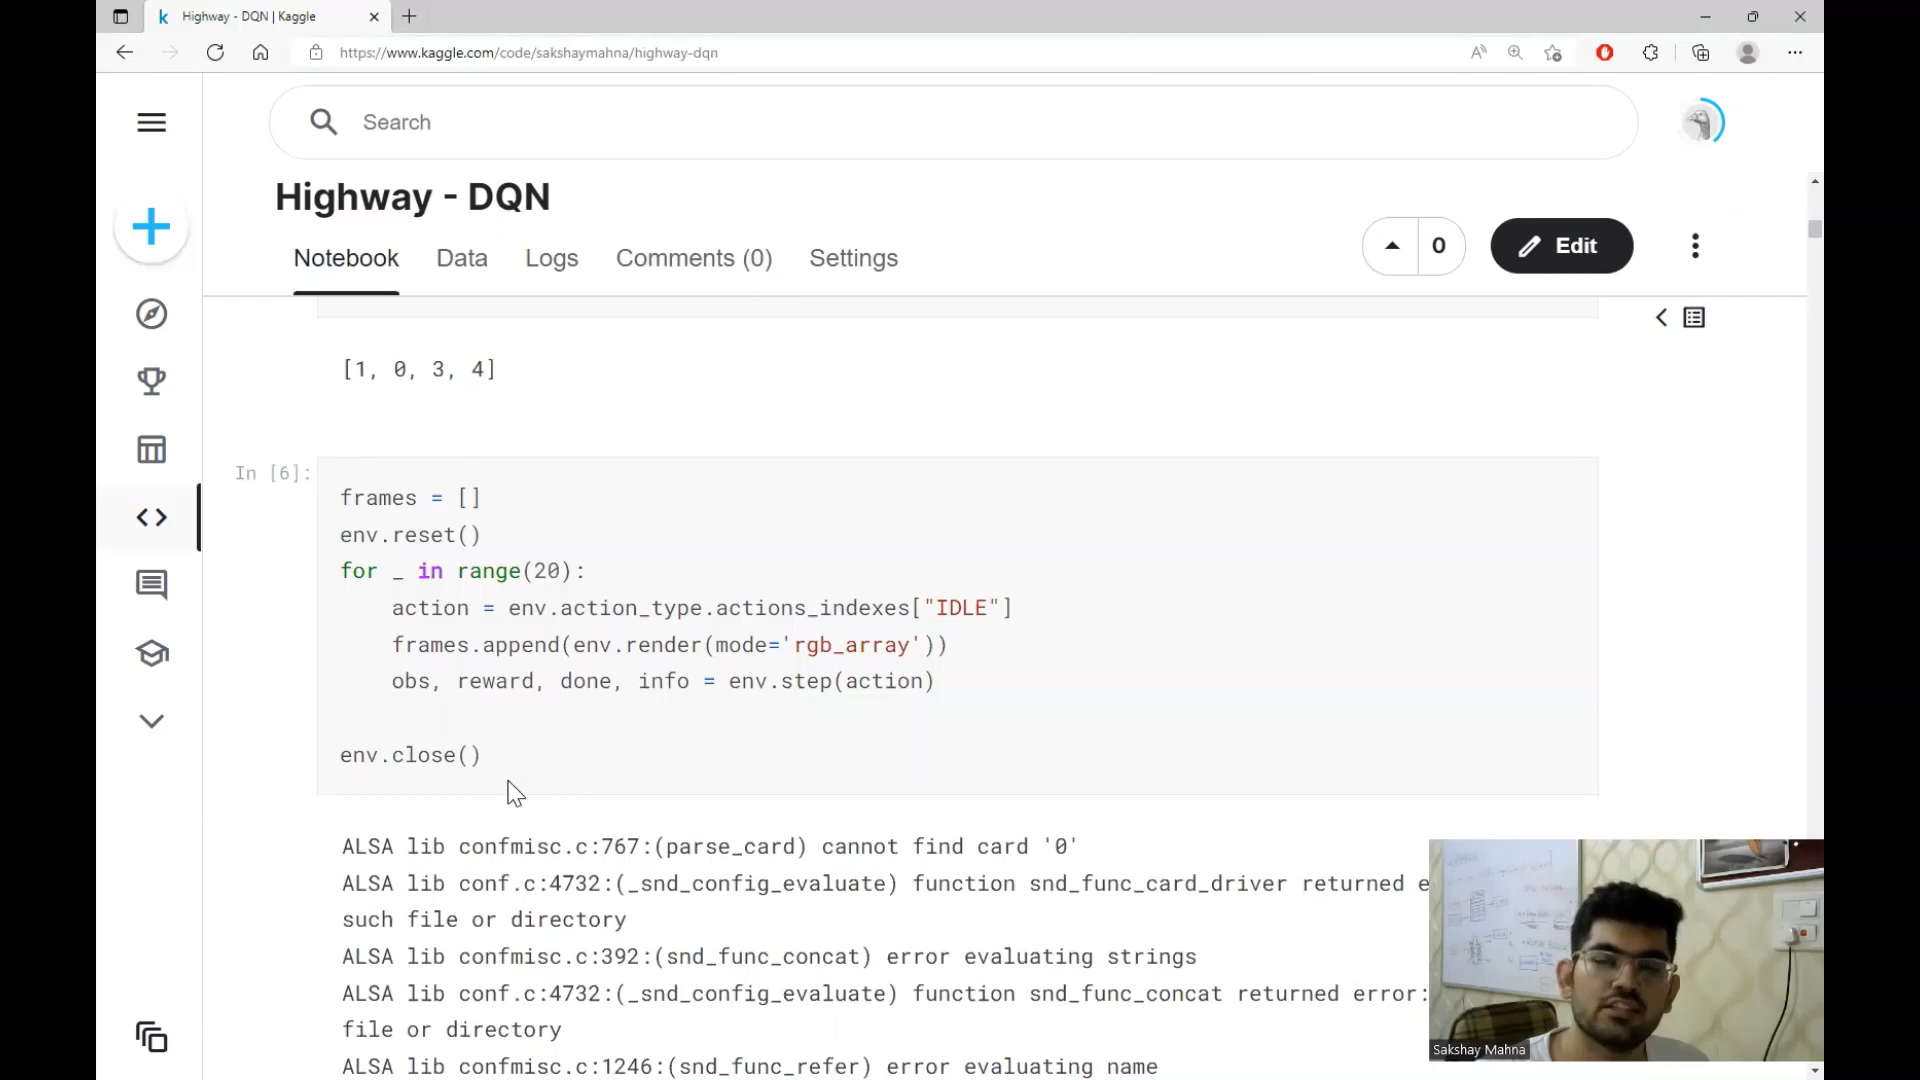 Highway - DQN | Kaggle
https://www.kaggle.com/code/sakshaymahna/highway-dqn
Search
Highway - DQN
Notebook
Data
Logs
Comments (0)
Settings
0
Edit
[1, 0, 3, 4]
In [6]:
frames = []
env.reset()
for _ in range(20):
    action = env.action_type.actions_indexes["IDLE"]
    frames.append(env.render(mode='rgb_array'))
    obs, reward, done, info = env.step(action)
env.close()
ALSA lib confmisc.c:767:(parse_card) cannot find card '0'
ALSA lib conf.c:4732:(_snd_config_evaluate) function snd_func_card_driver returned e
such file or directory
ALSA lib confmisc.c:392:(snd_func_concat) error evaluating strings
ALSA lib conf.c:4732:(_snd_config_evaluate) function snd_func_concat returned error:
file or directory
ALSA lib confmisc.c:1246:(snd_func_refer) error evaluating name
Sakshay Mahna